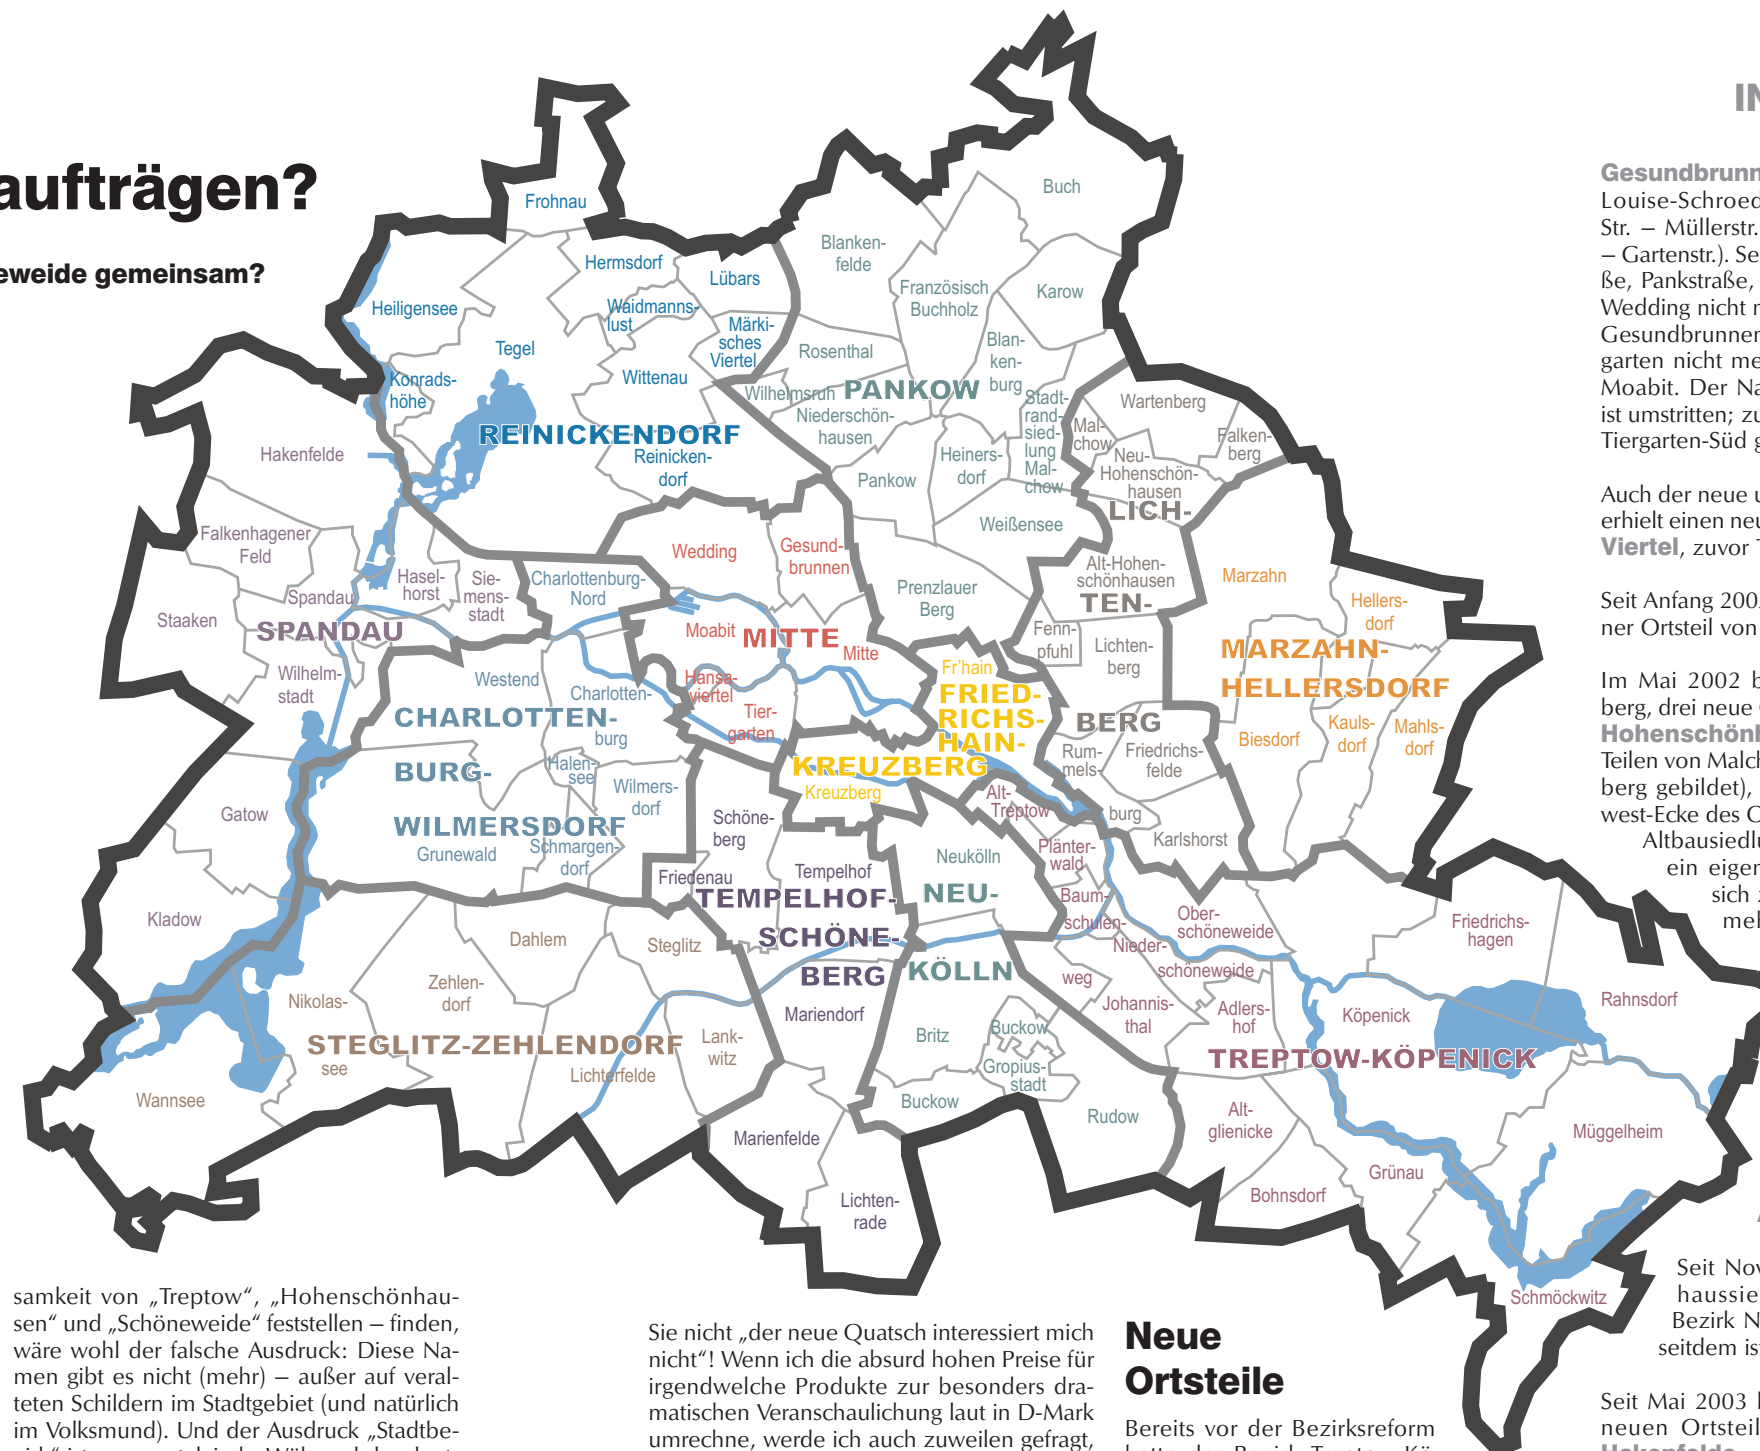 aufträgen?
eweide gemeinsam?
Frohnau
Hermsdorf
Lübars
Heiligensee
Waidmanns-
lust
Märki-
sches
Viertel
Tegel
Konrads-
höhe
Wittenau
REINICKENDORF
Reinicken-
dorf
Buch
Blanken-
felde
Französisch
Buchholz
Karow
Blan-
ken-
burg
Rosenthal
Wilhelmsruh
PANKOW
Niederschön-
hausen
Stadt-
rand-
sied-
lung
Mal-
chow
Heiners-
dorf
Pankow
Weißensee
Prenzlauer
Berg
Wartenberg
Mal-
chow
Falken-
berg
Neu-
Hohenschön-
hausen
LICH-
Alt-Hohen-
schönhausen
TEN-
Fenn-
pfuhl
Lichten-
berg
BERG
Rum-
mels-
burg
Friedrichs-
felde
Karlshorst
Marzahn
Hellers-
dorf
MARZAHN-
HELLERSDORF
Biesdorf
Kauls-
dorf
Mahls-
dorf
Hakenfelde
Falkenhagener
Feld
Spandau
Hasel-
horst
Sie-
mens-
stadt
Staaken
SPANDAU
Wilhelm-
stadt
Gatow
Kladow
Charlottenburg-
Nord
Westend
Charlotten-
burg
CHARLOTTEN-
BURG-
WILMERSDORF
Halen-
see
Wilmers-
dorf
Grunewald
Schmargen-
dorf
Wedding
Gesund-
brunnen
Moabit
MITTE
Mitte
Hansa-
viertel
Tier-
garten
Fr'hain
FRIED-
RICHS-
HAIN-
KREUZBERG
Kreuzberg
Schöne-
berg
Friedenau
Tempelhof
TEMPELHOF-
SCHÖNE-
BERG
Mariendorf
Marienfelde
Lichten-
rade
Neukölln
NEU-
KÖLLN
Britz
Buckow
Gropius-
stadt
Buckow
Rudow
Dahlem
Steglitz
Zehlen-
dorf
Nikolas-
see
STEGLITZ-ZEHLENDORF
Lichterfelde
Lank-
witz
Wannsee
Alt-
Treptow
Plänter-
wald
Baum-
schulen-
weg
Ober-
schöneweide
Nieder-
schöneweide
Johannis-
thal
Adlers-
hof
Köpenick
Friedrichs-
hagen
Rahnsdorf
TREPTOW-KÖPENICK
Alt-
glienicke
Bohnsdorf
Grünau
Müggelheim
Schmöckwitz
samkeit von „Treptow“, „Hohenschönhau-
sen“ und „Schöneweide“ feststellen – finden,
wäre wohl der falsche Ausdruck: Diese Na-
men gibt es nicht (mehr) – außer auf veral-
teten Schildern im Stadtgebiet (und natürlich
im Volksmund). Und der Ausdruck „Stadtbe-
Sie nicht „der neue Quatsch interessiert mich
nicht“! Wenn ich die absurd hohen Preise für
irgendwelche Produkte zur besonders dra-
matischen Veranschaulichung laut in D-Mark
umrechne, werde ich auch zuweilen gefragt,
Neue
Ortsteile
Bereits vor der Bezirksreform
IN
Gesundbrunn
Louise-Schroed
Str. – Müllerstr.
– Gartenstr.). Se
ße, Pankstraße,
Wedding nicht m
Gesundbrunnen
garten nicht me
Moabit. Der Na
ist umstritten; zu
Tiergarten-Süd g
Auch der neue u
erhielt einen neu
Viertel, zuvor T
Seit Anfang 200
ner Ortsteil von
Im Mai 2002 b
berg, drei neue
Hohenschönh
Teilen von Malch
berg gebildet),
west-Ecke des O
Altbausiedlu
ein eigen
sich z
meh
Seit Nov
haussie
Bezirk N
seitdem is
Seit Mai 2003 h
neuen Ortsteil